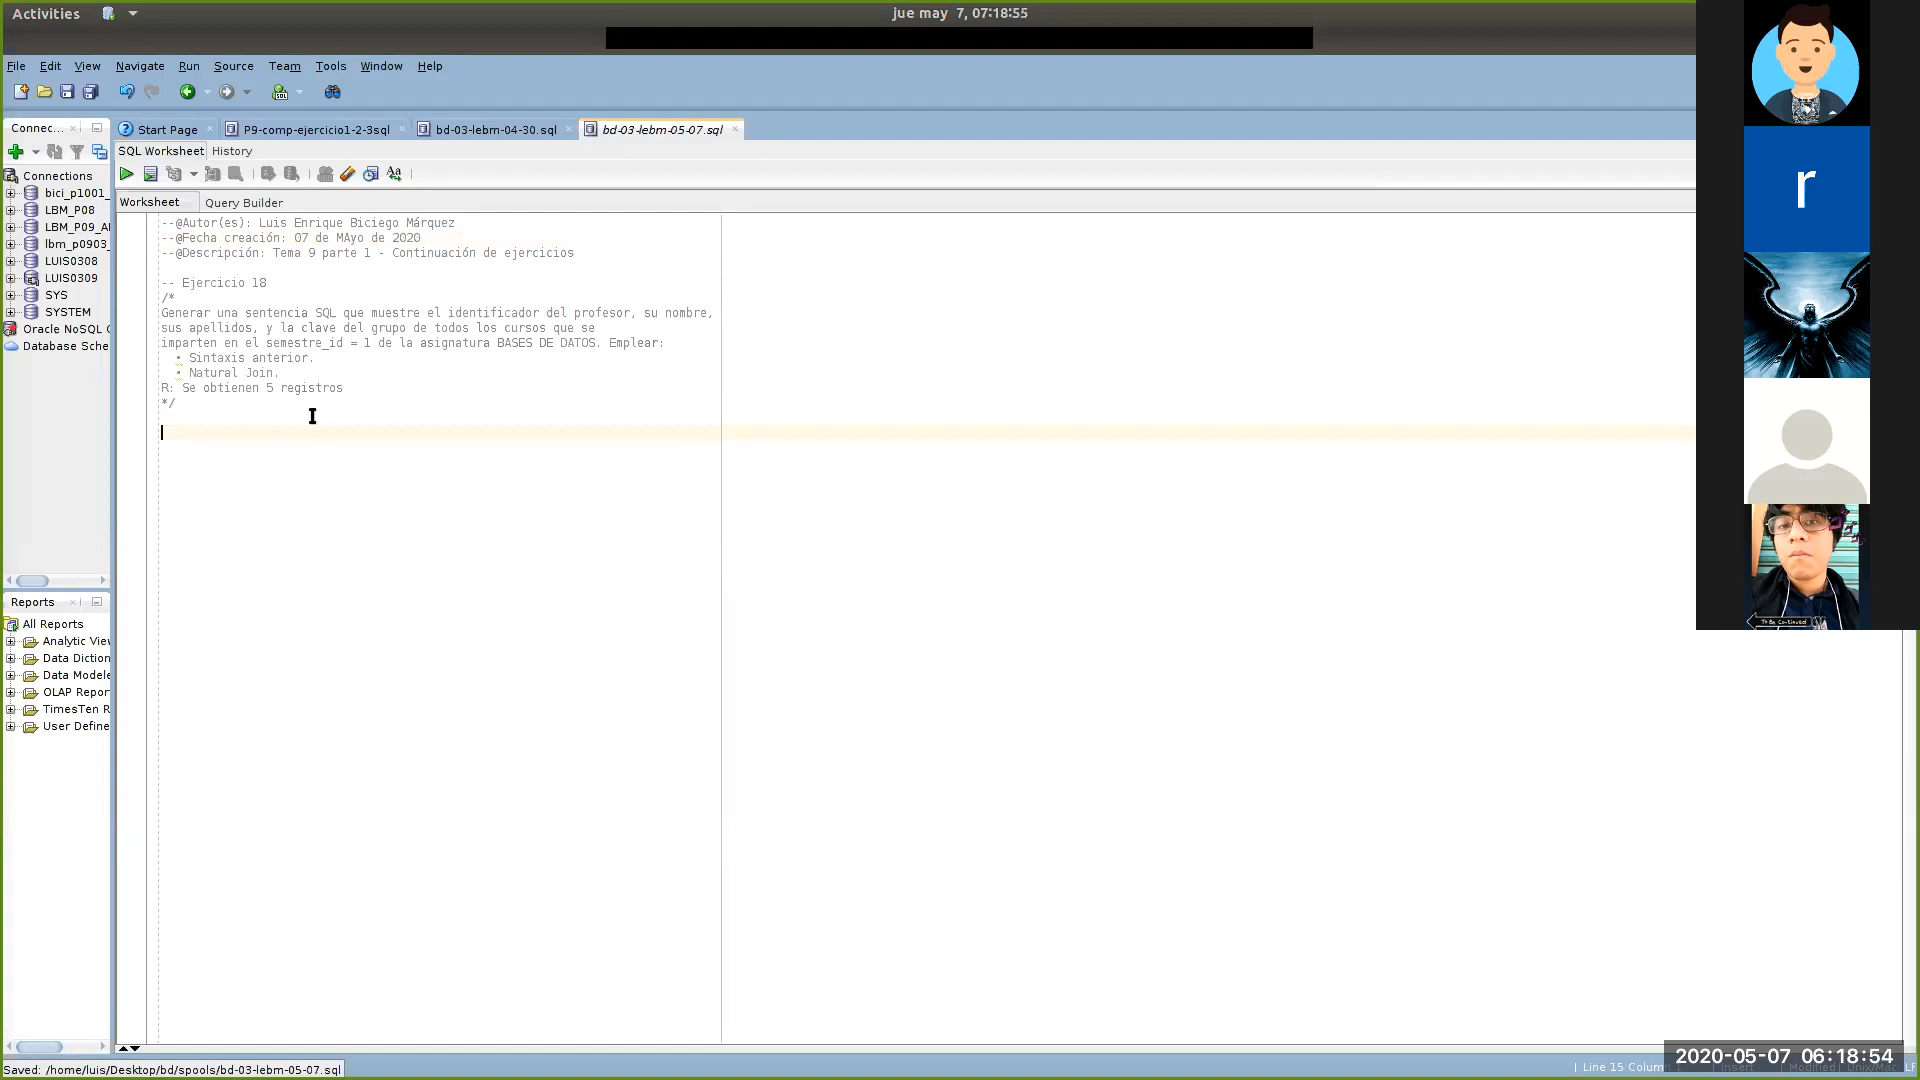 Activities
jue may  7, 07:18:55
File Edit View Navigate Run Source Team Tools Window Help
Connec...
Start Page
P9-comp-ejercicio1-2-3sql
bd-03-lebm-04-30.sql
bd-03-lebm-05-07.sql
SQL Worksheet History
Worksheet Query Builder
Connections
bici_p1001_
LBM_P08
LBM_P09_A
lbm_p0903_
LUIS0308
LUIS0309
SYS
SYSTEM
Oracle NoSQL
Database Sche
--@Autor(es): Luis Enrique Biciego Márquez
--@Fecha creación: 07 de MAyo de 2020
--@Descripción: Tema 9 parte 1 - Continuación de ejercicios
-- Ejercicio 18
/*
Generar una sentencia SQL que muestre el identificador del profesor, su nombre,
sus apellidos, y la clave del grupo de todos los cursos que se
imparten en el semestre_id = 1 de la asignatura BASES DE DATOS. Emplear:
• Sintaxis anterior.
• Natural Join.
R: Se obtienen 5 registros
*/
Reports
All Reports
Analytic View
Data Diction
Data Modele
OLAP Repor
TimesTen R
User Define
r
To Be Continued
Saved: /home/luis/Desktop/bd/spools/bd-03-lebm-05-07.sql
Line 15 Column
2020-05-07 06:18:54